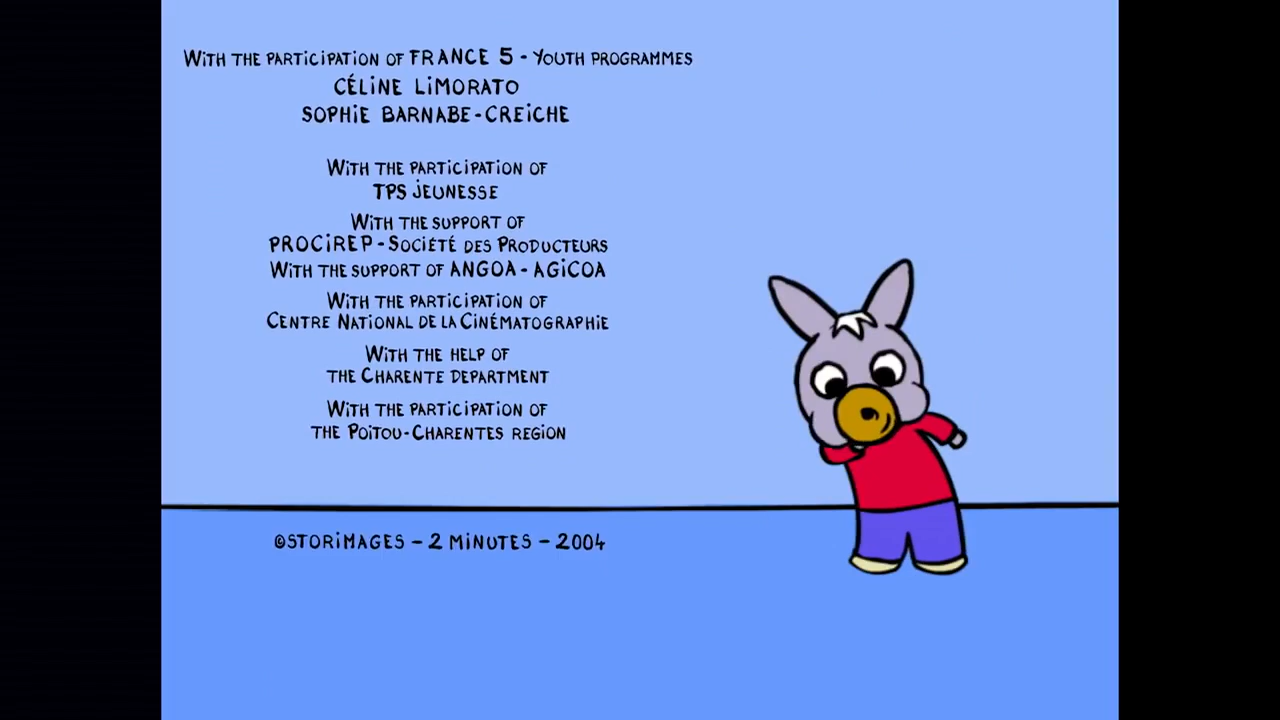 WITH THE PARTICIPATION OF FRANCE 5 - YOUTH PROGRAMMES
CÉLINE LIMORATO
SOPHIE BARNABE-CREICHE
WITH THE PARTICIPATION OF
TPS JEUNESSE
WITH THE SUPPORT OF
PROCIREP - SOCIÉTÉ DES PRODUCTEURS
WITH THE SUPPORT OF ANGOA - AGICOA
WITH THE PARTICIPATION OF
CENTRE NATIONAL DE LA CINÉMATOGRAPHIE
WITH THE HELP OF
THE CHARENTE DEPARTMENT
WITH THE PARTICIPATION OF
THE POITOU-CHARENTES REGION
©STORIMAGES - 2 MINUTES - 2004